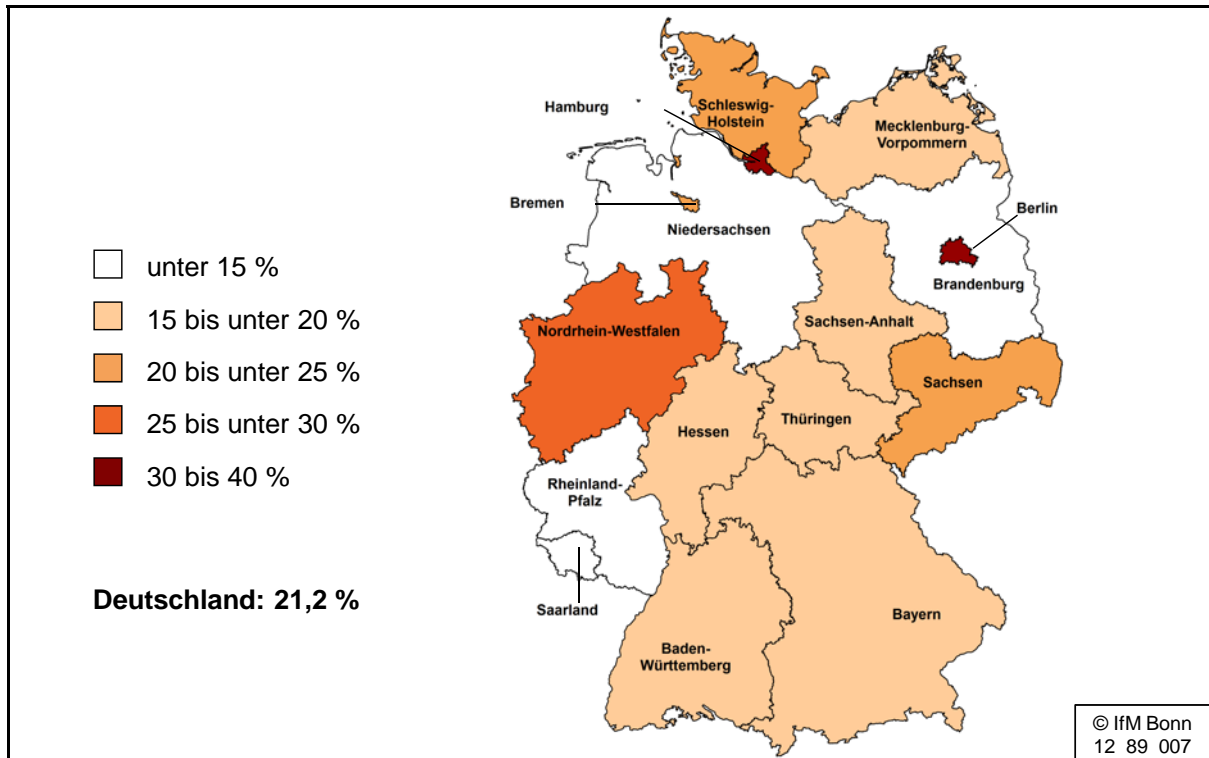 Hamburg
Schleswig-
Holstein
Mecklenburg-
Vorpommern
Bremen
Niedersachsen
Berlin
Brandenburg
unter 15 %
15 bis unter 20 %
20 bis unter 25 %
25 bis unter 30 %
30 bis 40 %
Nordrhein-Westfalen
Sachsen-Anhalt
Sachsen
Thüringen
Hessen
Rheinland-
Pfalz
Saarland
Deutschland: 21,2 %
Bayern
Baden-
Württemberg
© IfM Bonn
12 89 007